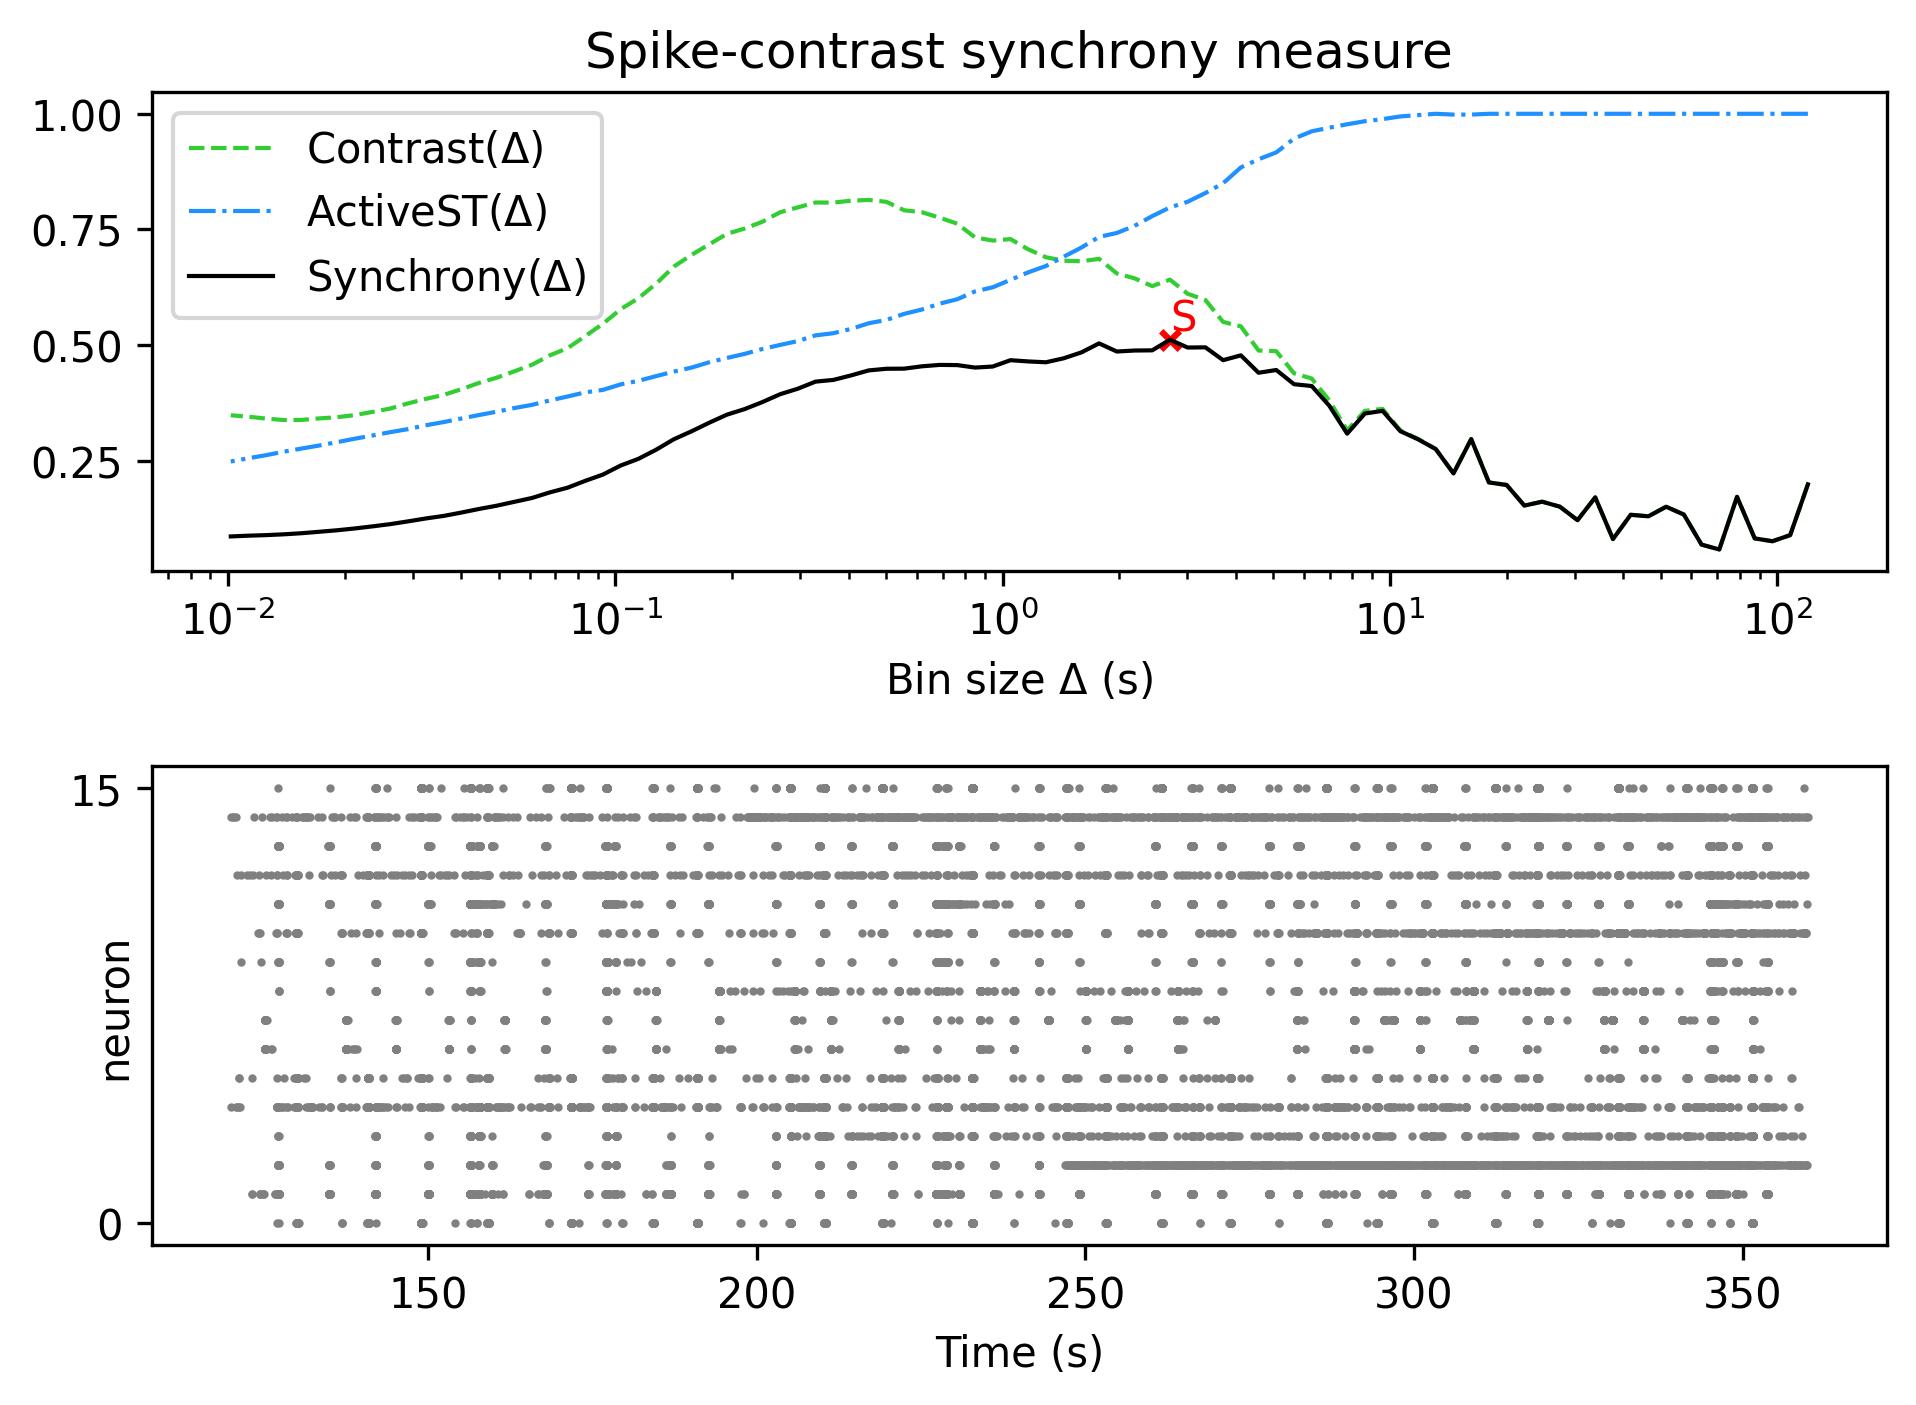 Spike-contrast synchrony measure
1.00
0.75
0.50
0.25
Contrast(Δ)
ActiveST(Δ)
Synchrony(Δ)
S
10⁻² 10⁻¹ 10⁰ 10¹ 10²
Bin size Δ (s)
15
0
neuron
150 200 250 300 350
Time (s)